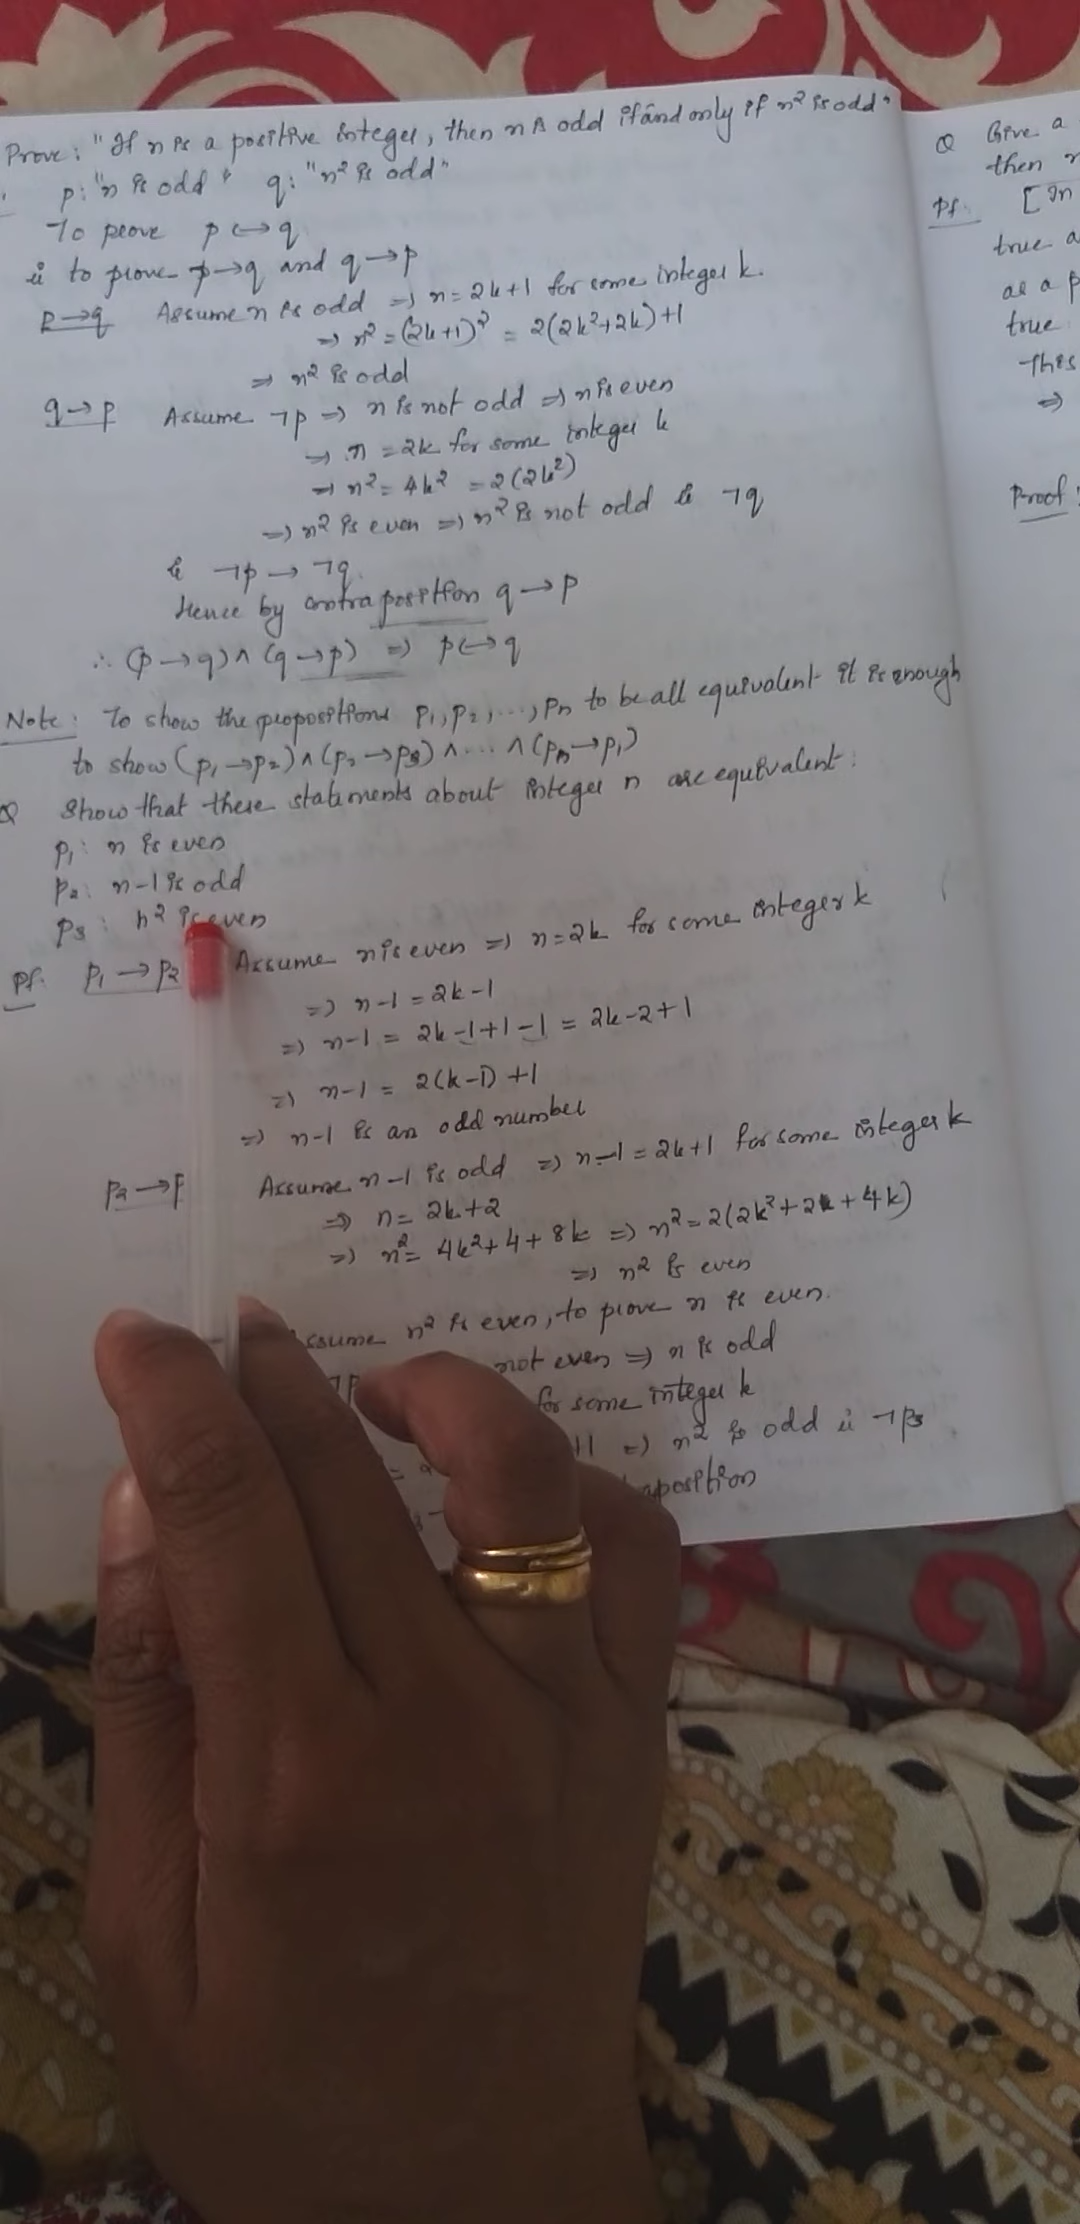 Prove: "If n is a positive integer, then n is odd if and only if n² is odd"
p: "n is odd" q: "n² is odd"
To prove p ↔ q
ie to prove p→q and q→p
p→q Assume n is odd ⇒ n = 2k+1 for some integer k.
⇒ n² = (2k+1)² = 2(2k²+2k)+1
⇒ n² is odd
q→p Assume ¬p ⇒ n is not odd ⇒ n is even
⇒ n = 2k for some integer k
⇒ n² = 4k² = 2(2k²)
⇒ n² is even ⇒ n² is not odd ie ¬q
ie ¬p → ¬q
Hence by contraposition q→p
∴ (p→q)∧(q→p) ⇒ p↔q
Note: To show the propositions p₁, p₂, ..., pn to be all equivalent it is enough
to show (p₁→p₂)∧(p₂→p3)∧...∧(pn→p₁)
Q Show that these statements about integer n are equivalent:
p₁: n is even
p₂: n-1 is odd
p3: n² is even
Pf: p₁→p₂ Assume n is even ⇒ n=2k for some integer k
⇒ n-1 = 2k-1
⇒ n-1 = 2k-1+1-1 = 2k-2+1
⇒ n-1 = 2(k-1)+1
⇒ n-1 is an odd number
p₂→p Assume n-1 is odd ⇒ n-1 = 2k+1 for some integer k
⇒ n = 2k+2
⇒ n² = 4k²+4+8k ⇒ n² = 2(2k²+2+4k)
⇒ n² is even
ssume n² is even, to prove n is even.
not even ⇒ n is odd
for some integer k
+1 ⇒ n² is odd ie ¬p3
aposition
Q Give a
then
Pf: [In
true a
as a p
true
This
⇒
Proof: